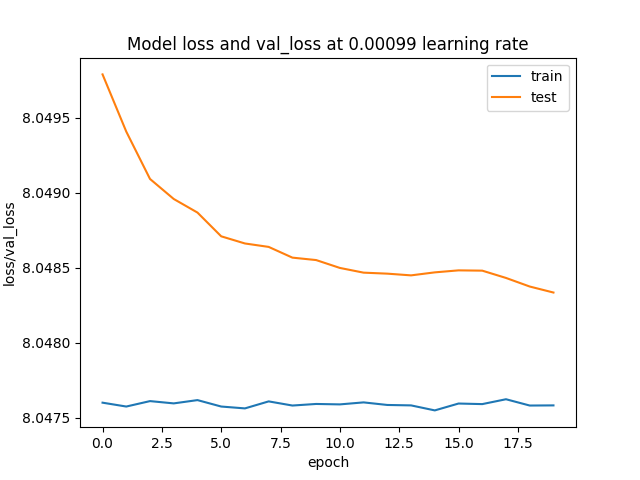 Model loss and val_loss at 0.00099 learning rate
train
test
loss/val_loss
8.0495
8.0490
8.0485
8.0480
8.0475
0.0 2.5 5.0 7.5 10.0 12.5 15.0 17.5
epoch